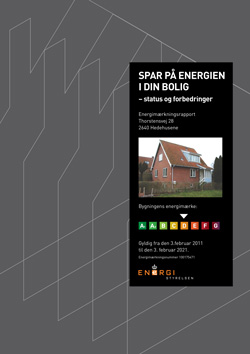 SPAR PÅ ENERGIEN
I DIN BOLIG
– status og forbedringer
Energimærkningsrapport
Thorstensvej 28
2640 Hedehusene
Bygningens energimærke:
A A B C D E F G
Gyldig fra den 3.februar 2011
til den 3. februar 2021.
Energimærkningsnummer
ENERGI
STYRELSEN